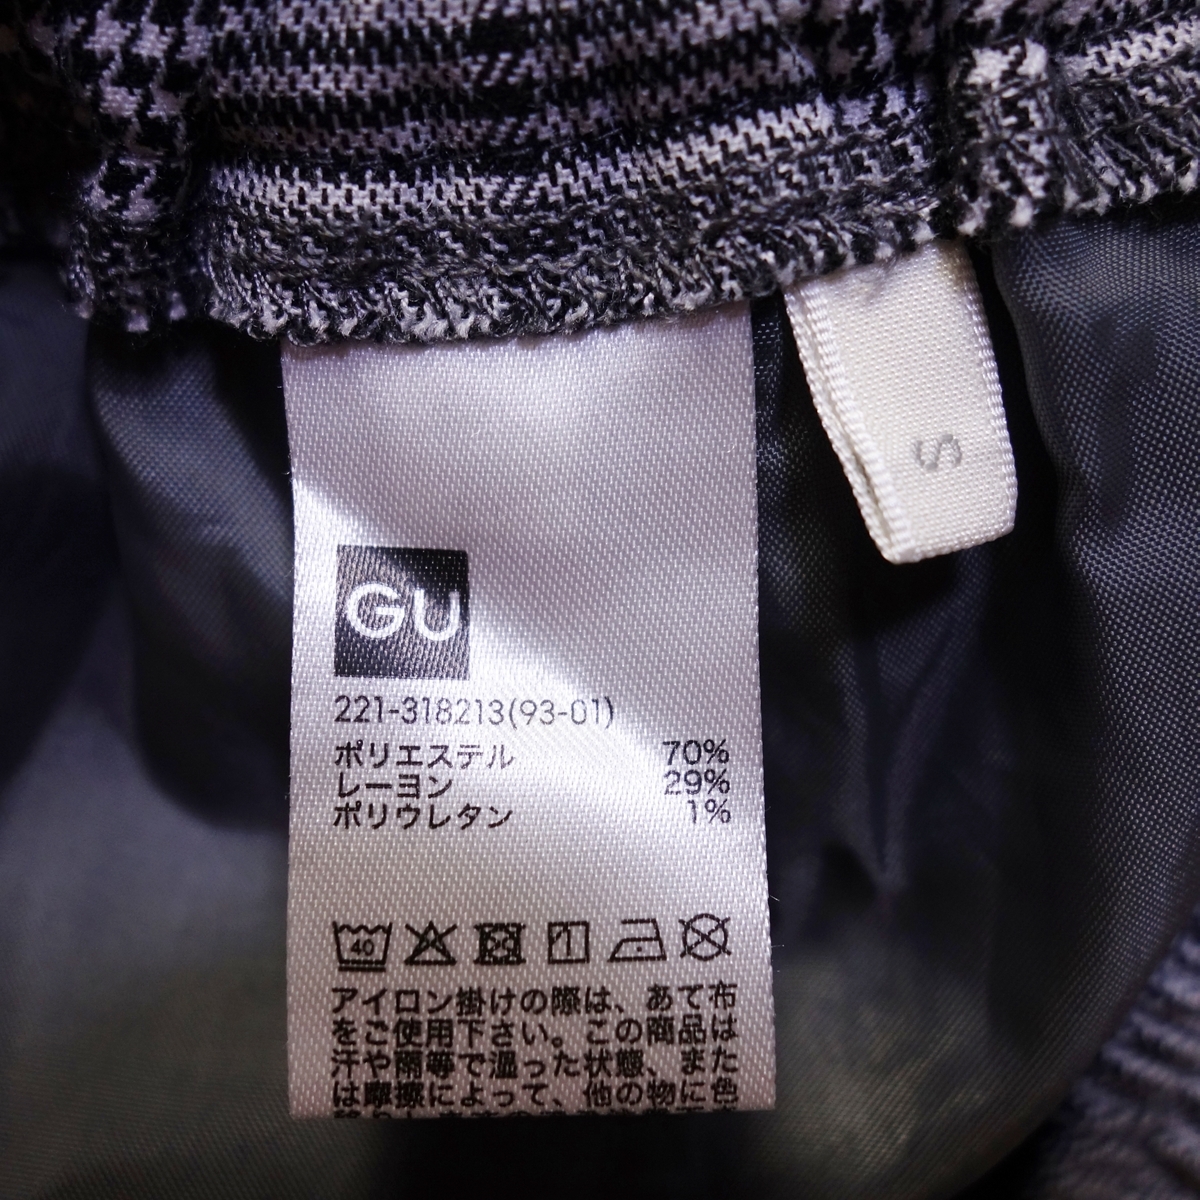 GU
221-318213(93-01)
ポリエステル 70%
レーヨン 29%
ポリウレタン 1%
40
アイロン掛けの際は、あて布
をご使用下さい。この商品は
汗や雨等で湿った状態、また
は摩擦によって、他の物に色
S